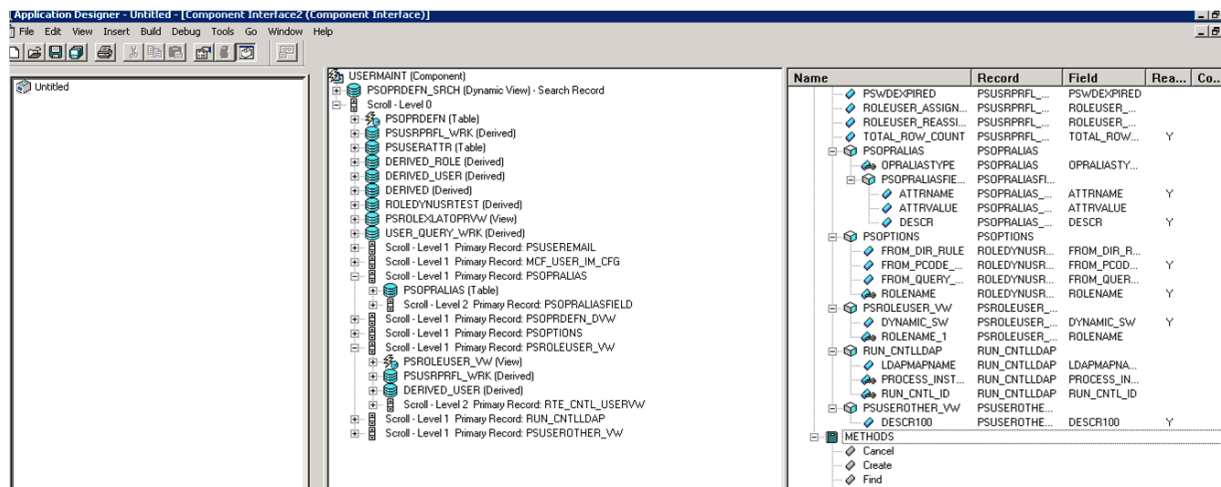 Application Designer - Untitled - [Component Interface2 (Component Interface)]
File Edit View Insert Build Debug Tools Go Window Help
Untitled
USERMAINT (Component)
PSOPRDEFN_SRCH (Dynamic View) - Search Record
Scroll - Level 0
PSOPRDEFN (Table)
PSUSRPRFL_WRK (Derived)
PSUSERATTR (Table)
DERIVED_ROLE (Derived)
DERIVED_USER (Derived)
DERIVED (Derived)
ROLEDYNUSRTEST (Derived)
PSROLEXLATOPRVW (View)
USER_QUERY_WRK (Derived)
Scroll - Level 1 Primary Record: PSUSEREMAIL
Scroll - Level 1 Primary Record: MCF_USER_IM_CFG
Scroll - Level 1 Primary Record: PSOPRALIAS
PSOPRALIAS (Table)
Scroll - Level 2 Primary Record: PSOPRALIASFIELD
Scroll - Level 1 Primary Record: PSOPRDEFN_DVW
Scroll - Level 1 Primary Record: PSOPTIONS
Scroll - Level 1 Primary Record: PSROLEUSER_VW
PSROLEUSER_VW (View)
PSUSRPRFL_WRK (Derived)
DERIVED_USER (Derived)
Scroll - Level 2 Primary Record: RTE_CNTL_USERVW
Scroll - Level 1 Primary Record: RUN_CNTLLDAP
Scroll - Level 1 Primary Record: PSUSEROTHER_VW
Name Record Field Rea... Co...
PSWDEXPIRED PSUSRPRFL_... PSWDEXPIRED
ROLEUSER_ASSIGN... PSUSRPRFL_... ROLEUSER_...
ROLEUSER_REASSI... PSUSRPRFL_... ROLEUSER_...
TOTAL_ROW_COUNT PSUSRPRFL_... TOTAL_ROW... Y
PSOPRALIAS PSOPRALIAS
OPRALIASTYPE PSOPRALIAS OPRALIASTY...
PSOPRALIASFIE... PSOPRALIASFI...
ATTRNAME PSOPRALIAS_... ATTRNAME Y
ATTRVALUE PSOPRALIAS_... ATTRVALUE
DESCR PSOPRALIAS_... DESCR Y
PSOPTIONS PSOPTIONS
FROM_DIR_RULE ROLEDYNUSR... FROM_DIR_R...
FROM_PCODE_... ROLEDYNUSR... FROM_PCOD... Y
FROM_QUERY_... ROLEDYNUSR... FROM_QUER...
ROLENAME ROLEDYNUSR... ROLENAME Y
PSROLEUSER_VW PSROLEUSER_...
DYNAMIC_SW PSROLEUSER_... DYNAMIC_SW Y
ROLENAME_1 PSROLEUSER_... ROLENAME
RUN_CNTLLDAP RUN_CNTLLDAP
LDAPMAPNAME RUN_CNTLLDAP LDAPMAPNA...
PROCESS_INST... RUN_CNTLLDAP PROCESS_IN...
RUN_CNTL_ID RUN_CNTLLDAP RUN_CNTL_ID
PSUSEROTHER_VW PSUSEROTHE...
DESCR100 PSUSEROTHE... DESCR100 Y
METHODS
Cancel
Create
Find